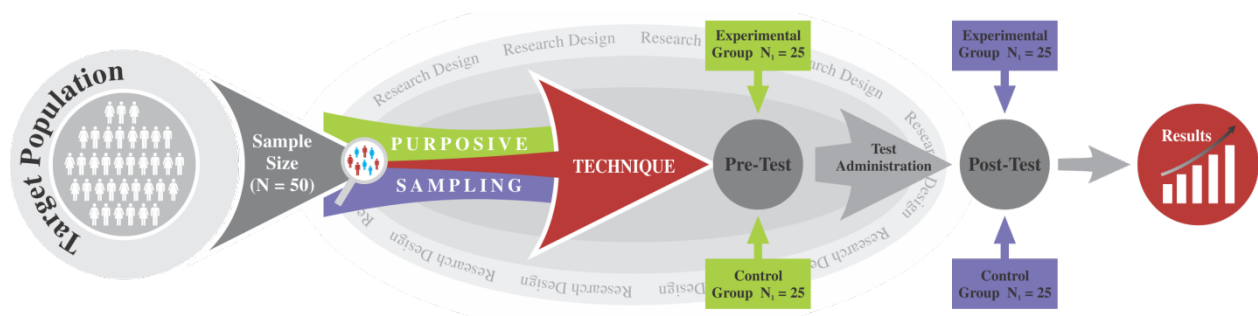 Target Population
Sample
Size
(N = 50)
PURPOSIVE
SAMPLING
TECHNIQUE
Research Design
Research Design
Research
Research Design
Research Design
Re
Research Design
Research Design
Research Design
Design
Research Design
Experimental
Group N₁ = 25
Pre-Test
Control
Group N₁ = 25
Test
Administration
Experimental
Group N₁ = 25
Post-Test
Control
Group N₁ = 25
Results